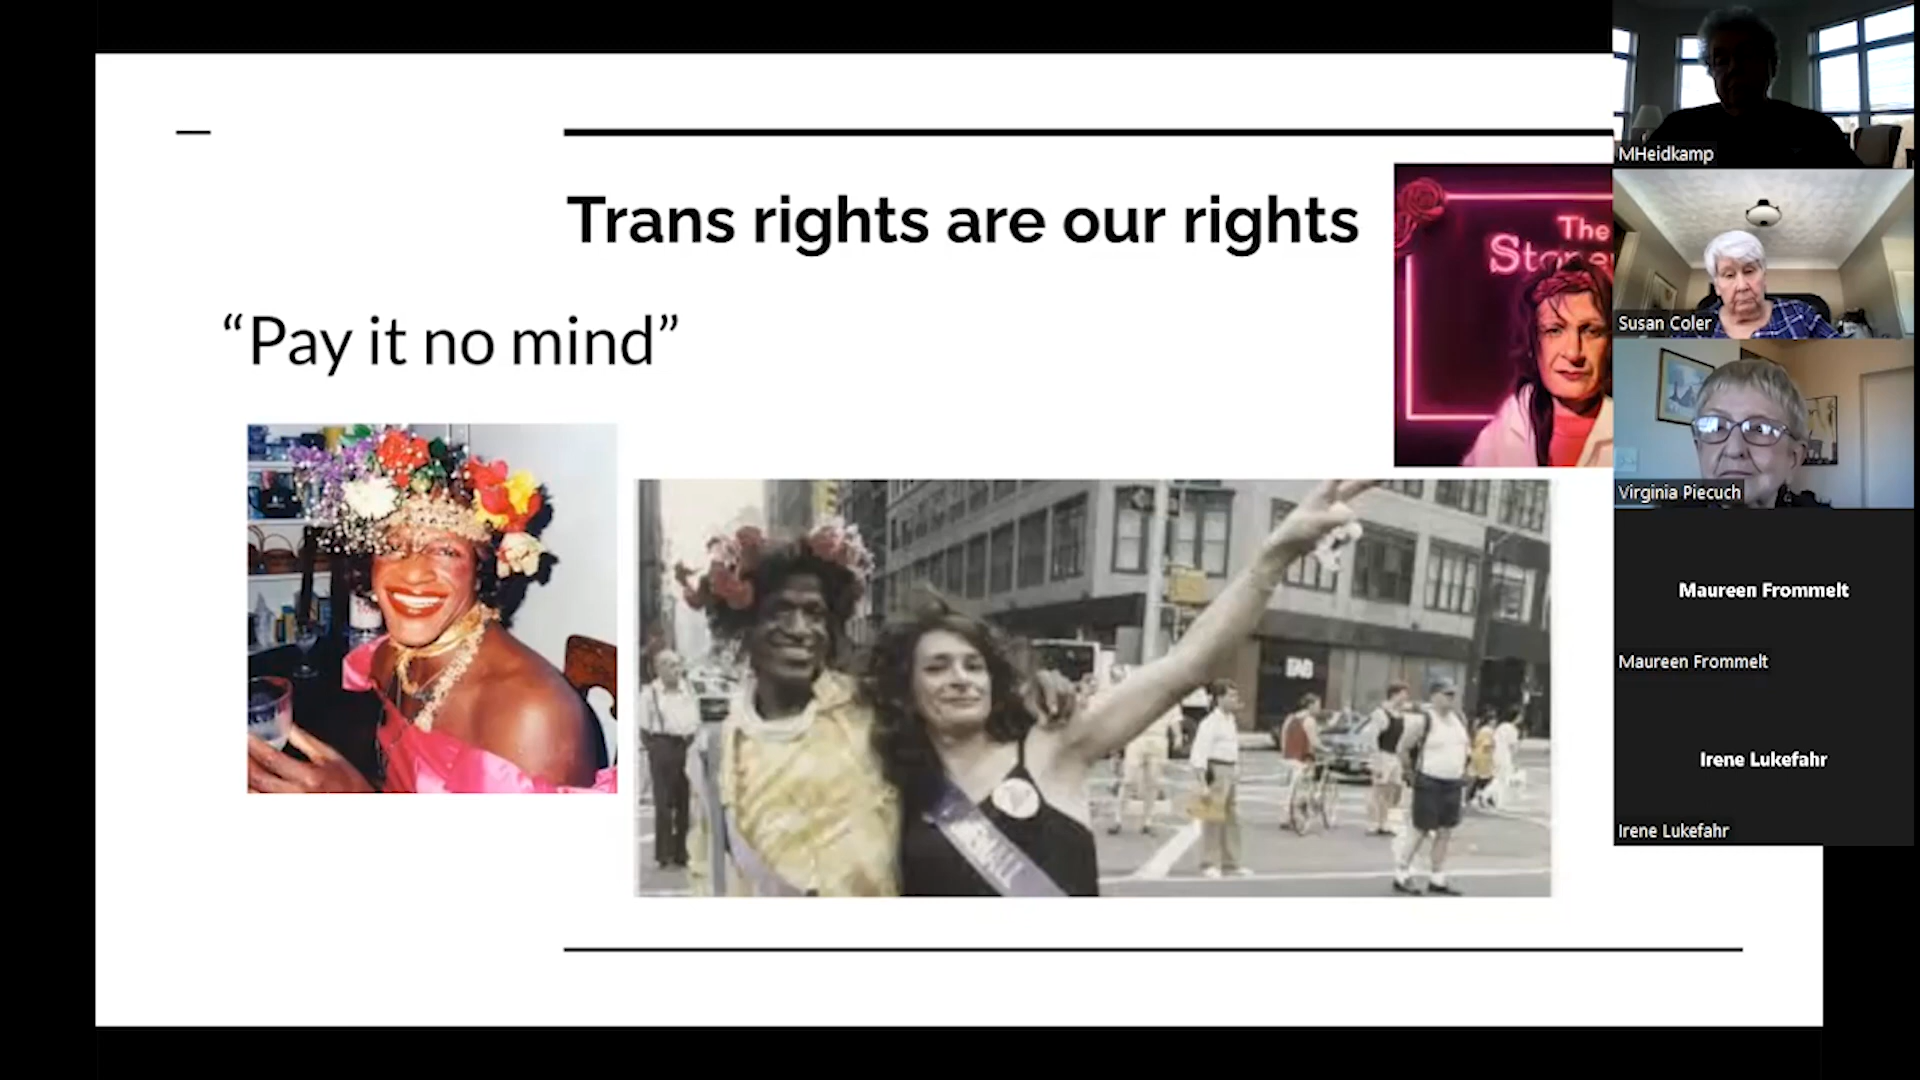 Trans rights are our rights
“Pay it no mind”
The
MHeidkamp
Susan Coler
Virginia Piecuch
Maureen Frommelt
Maureen Frommelt
Irene Lukefahr
Irene Lukefahr